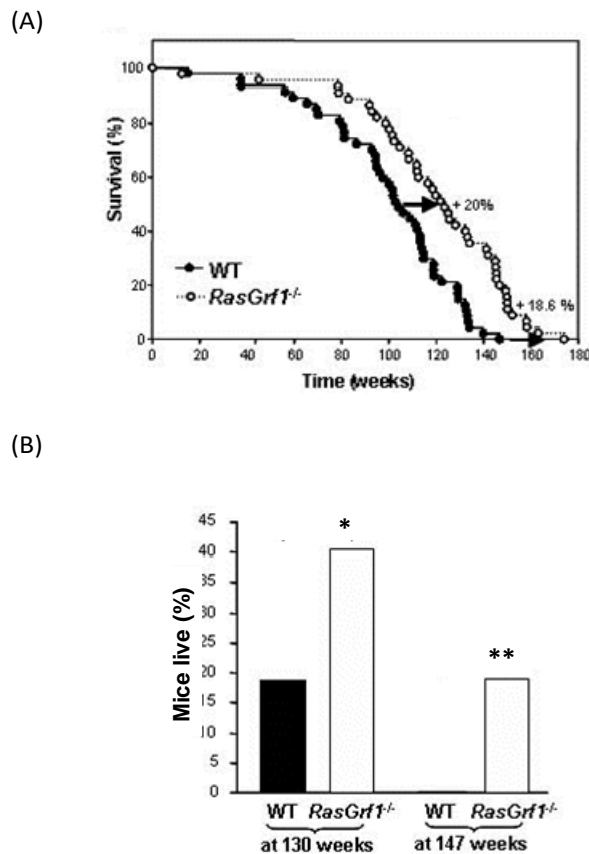 (A)
100
80
60
40
20
0
Survival (%)
+ 20%
+ 18.6 %
WT
RasGrf1-/-
0 20 40 60 80 100 120 140 160 180
Time (weeks)
(B)
45
40
35
30
25
20
15
10
5
0
Mice live (%)
*
**
WT RasGrf1-/- WT RasGrf1-/-
at 130 weeks at 147 weeks